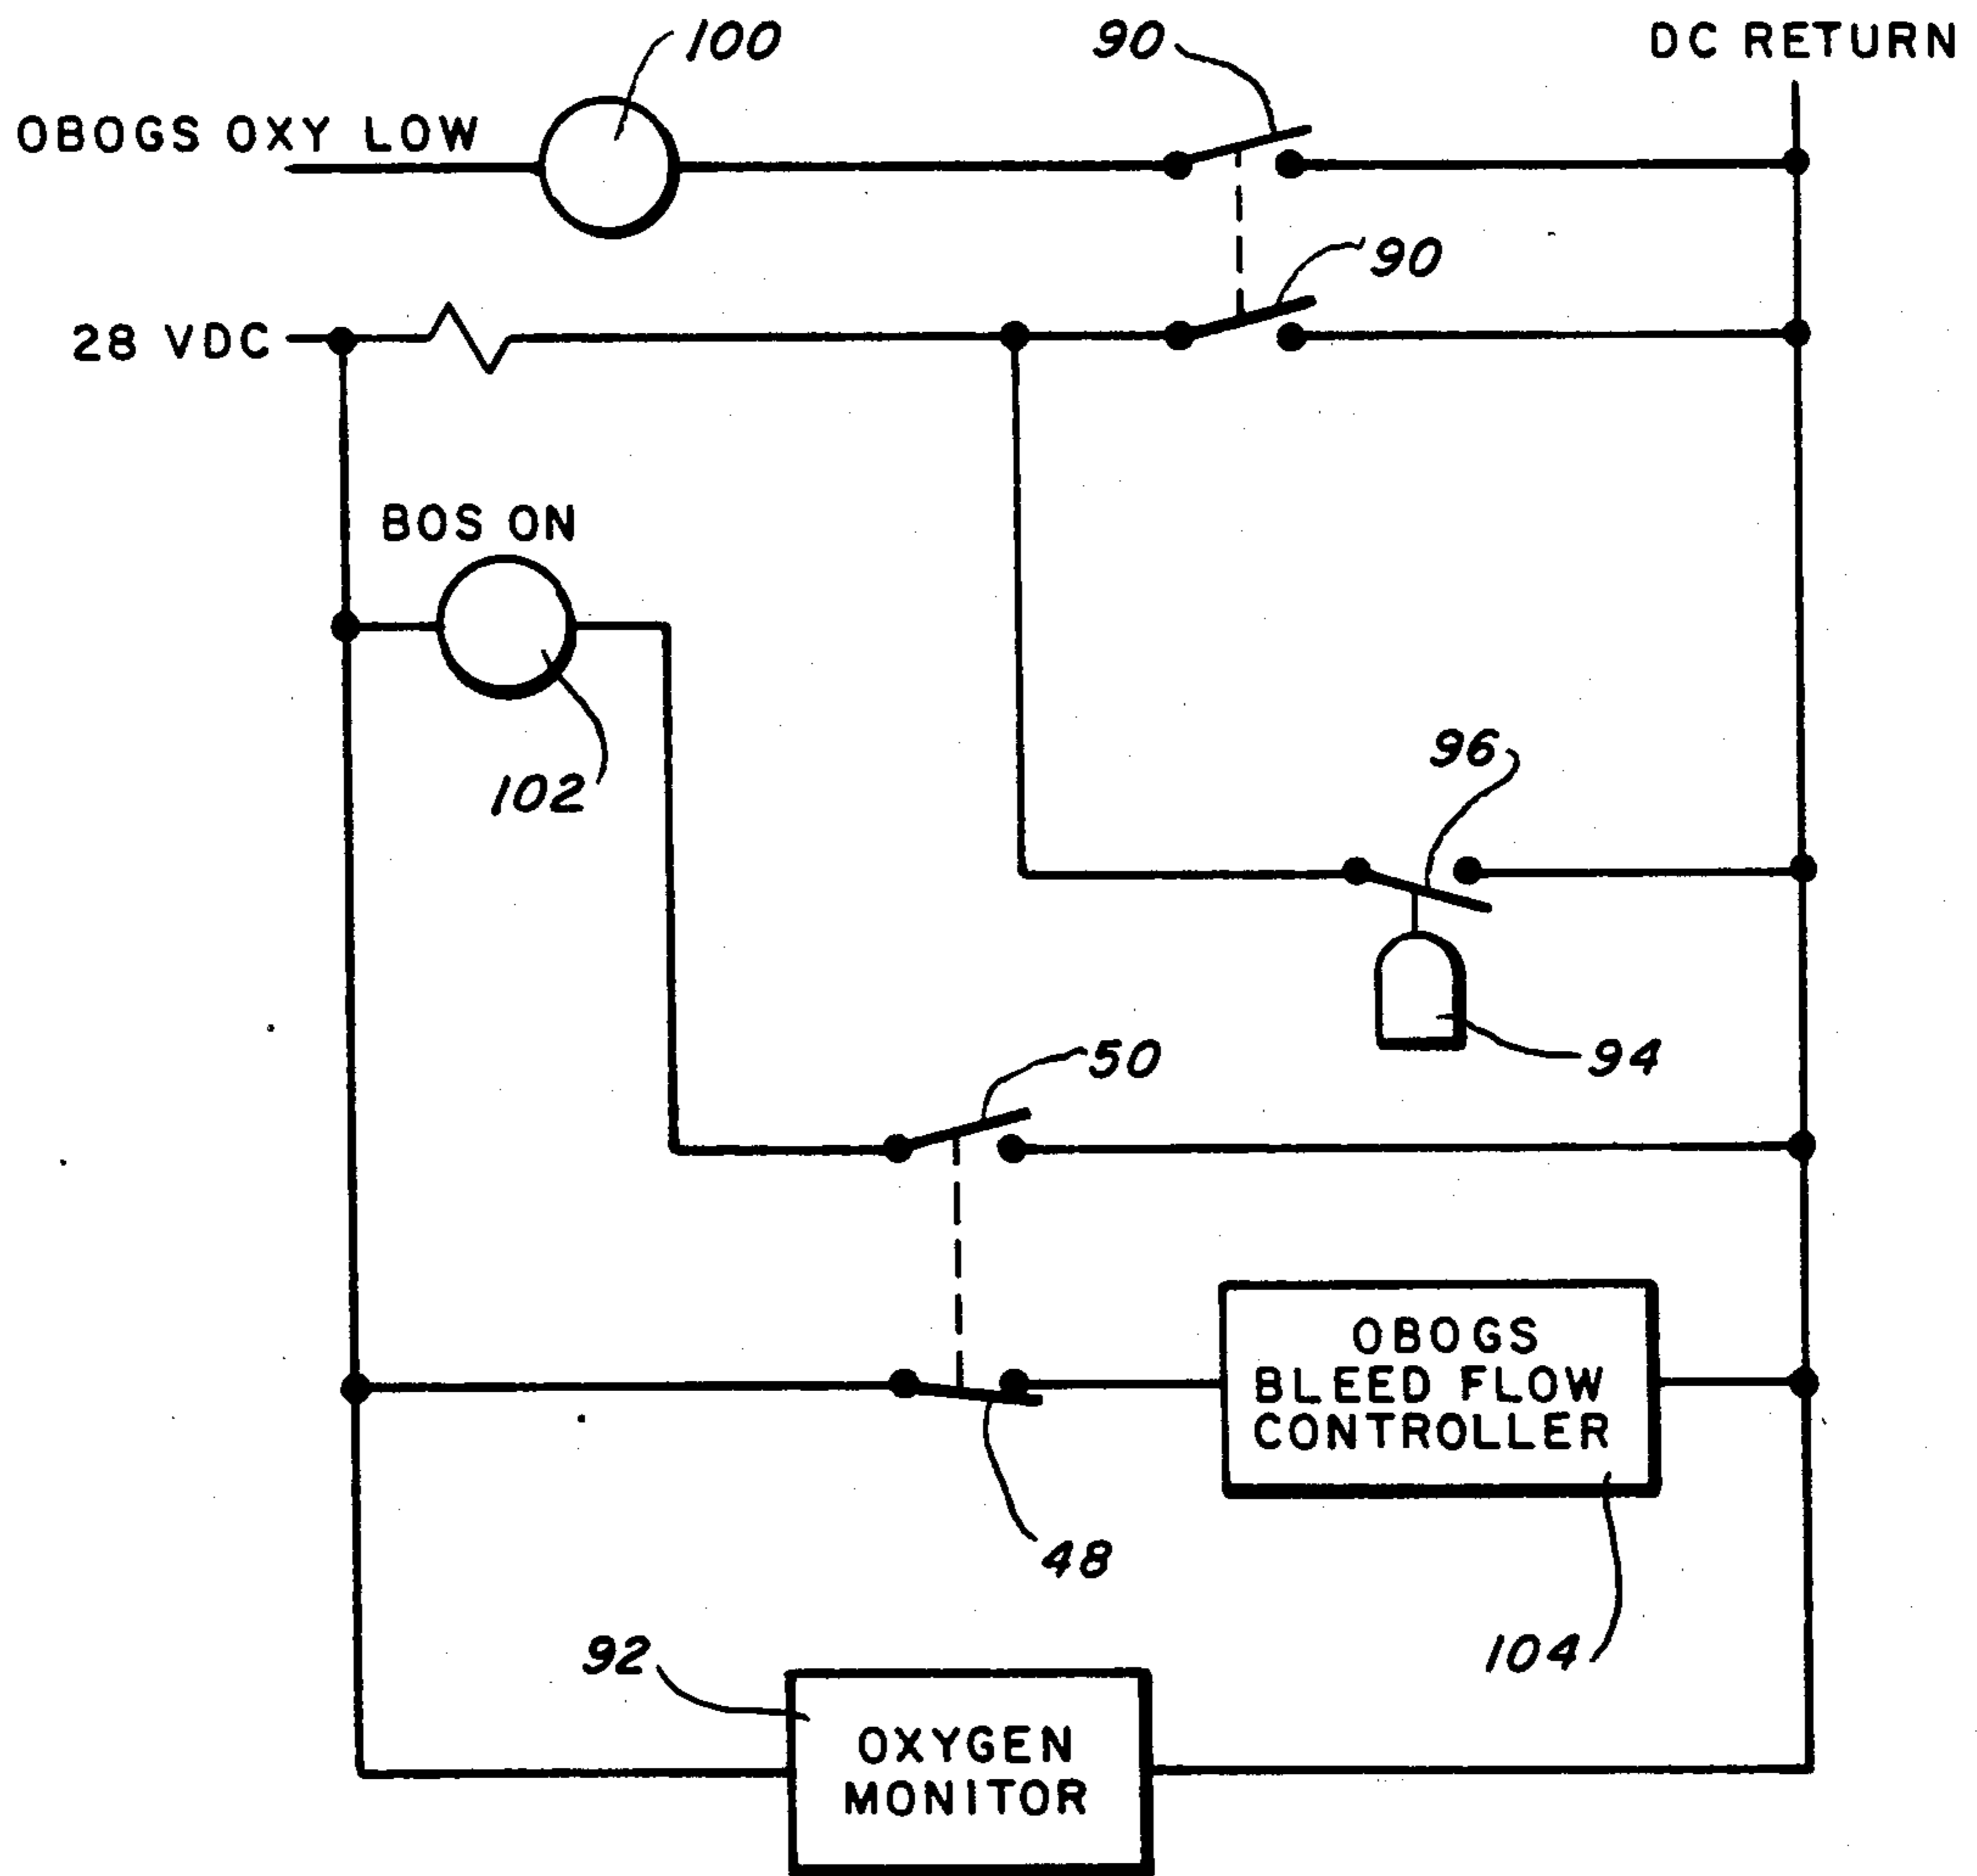 100
90
DC RETURN
OBOGS OXY LOW
90
28 VDC
BOS ON
96
102
50
94
OBOGS
BLEED FLOW
CONTROLLER
48
92
104
OXYGEN
MONITOR